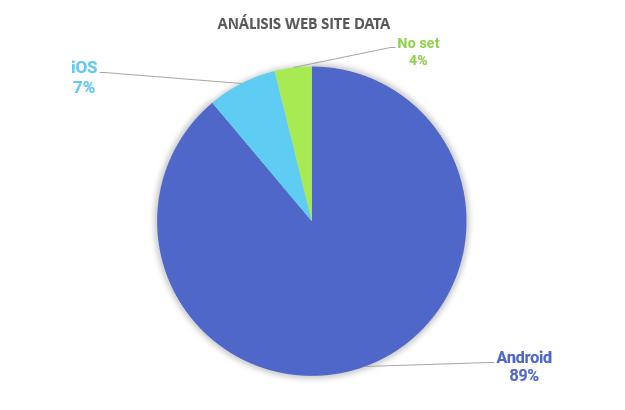 ANÁLISIS WEB SITE DATA
No set
4%
iOS
7%
Android
89%